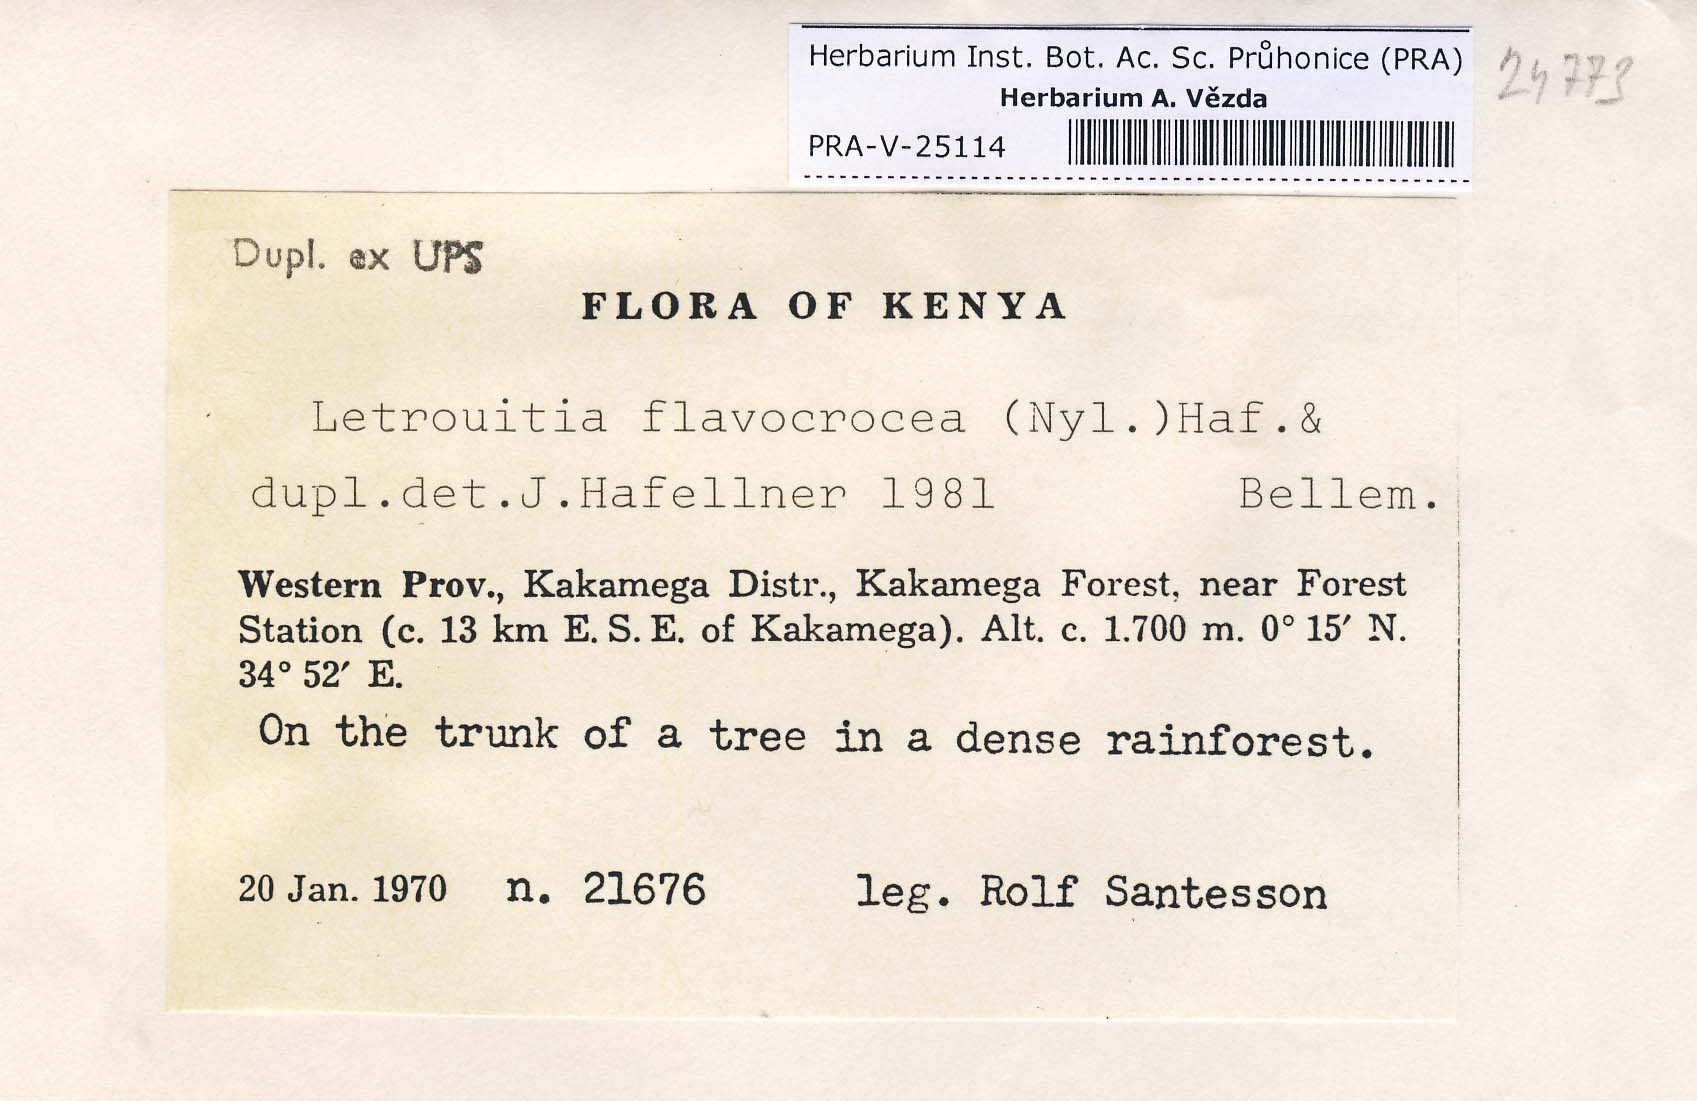 Herbarium Inst. Bot. Ac. Sc. Průhonice (PRA)
Herbarium A. Vězda
PRA-V-25114
24773
Dupl. ex UPS
FLORA OF KENYA
Letrouitia flavocrocea (Nyl.)Haf.&
dupl.det.J.Hafellner 1981 Bellem.
Western Prov., Kakamega Distr., Kakamega Forest, near Forest
Station (c. 13 km E. S. E. of Kakamega). Alt. c. 1.700 m. 0° 15′ N.
34° 52′ E.
On the trunk of a tree in a dense rainforest.
20 Jan. 1970 n. 21676 leg. Rolf Santesson